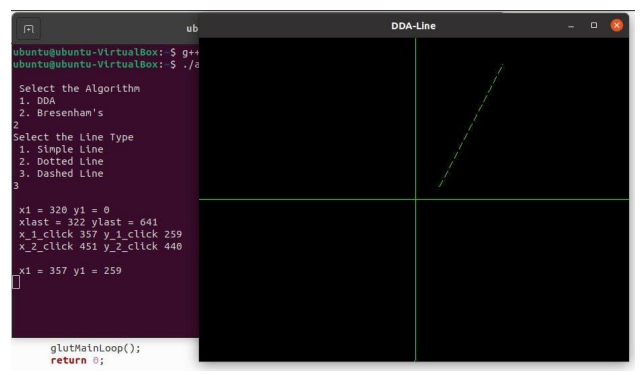 ub
DDA-Line
ubuntu@ubuntu-VirtualBox:~$ g++
ubuntu@ubuntu-VirtualBox:~$ ./a
Select the Algorithm
1. DDA
2. Bresenham's
2
Select the Line Type
1. Simple Line
2. Dotted Line
3. Dashed Line
3
x1 = 320 y1 = 0
xlast = 322 ylast = 641
x_1_click 357 y_1_click 259
x_2_click 451 y_2_click 440
x1 = 357 y1 = 259
glutMainLoop();
return 0;